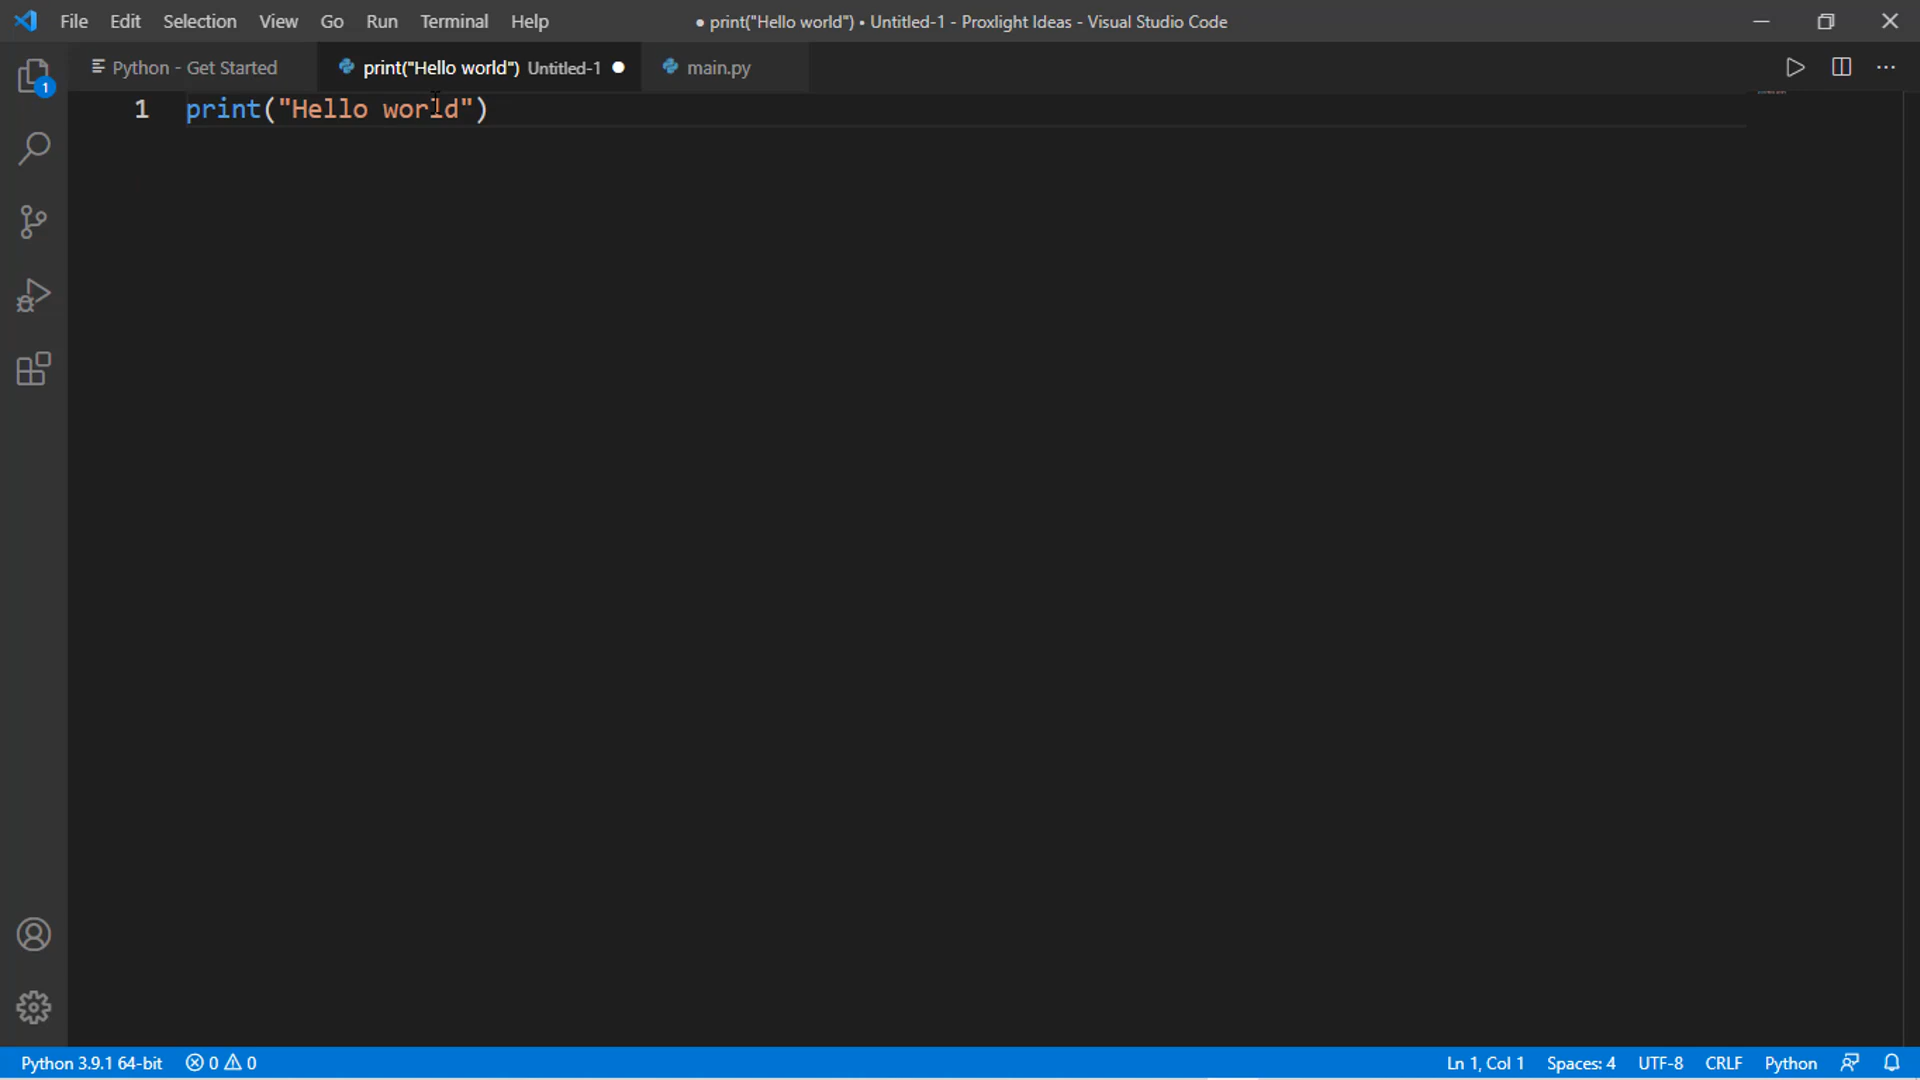 File Edit Selection View Go Run Terminal Help ● print("Hello world") • Untitled-1 - Proxlight Ideas - Visual Studio Code
Python - Get Started print("Hello world") Untitled-1 ● main.py
1
1 print("Hello world")
Python 3.9.1 64-bit 0 0 Ln 1, Col 1 Spaces: 4 UTF-8 CRLF Python